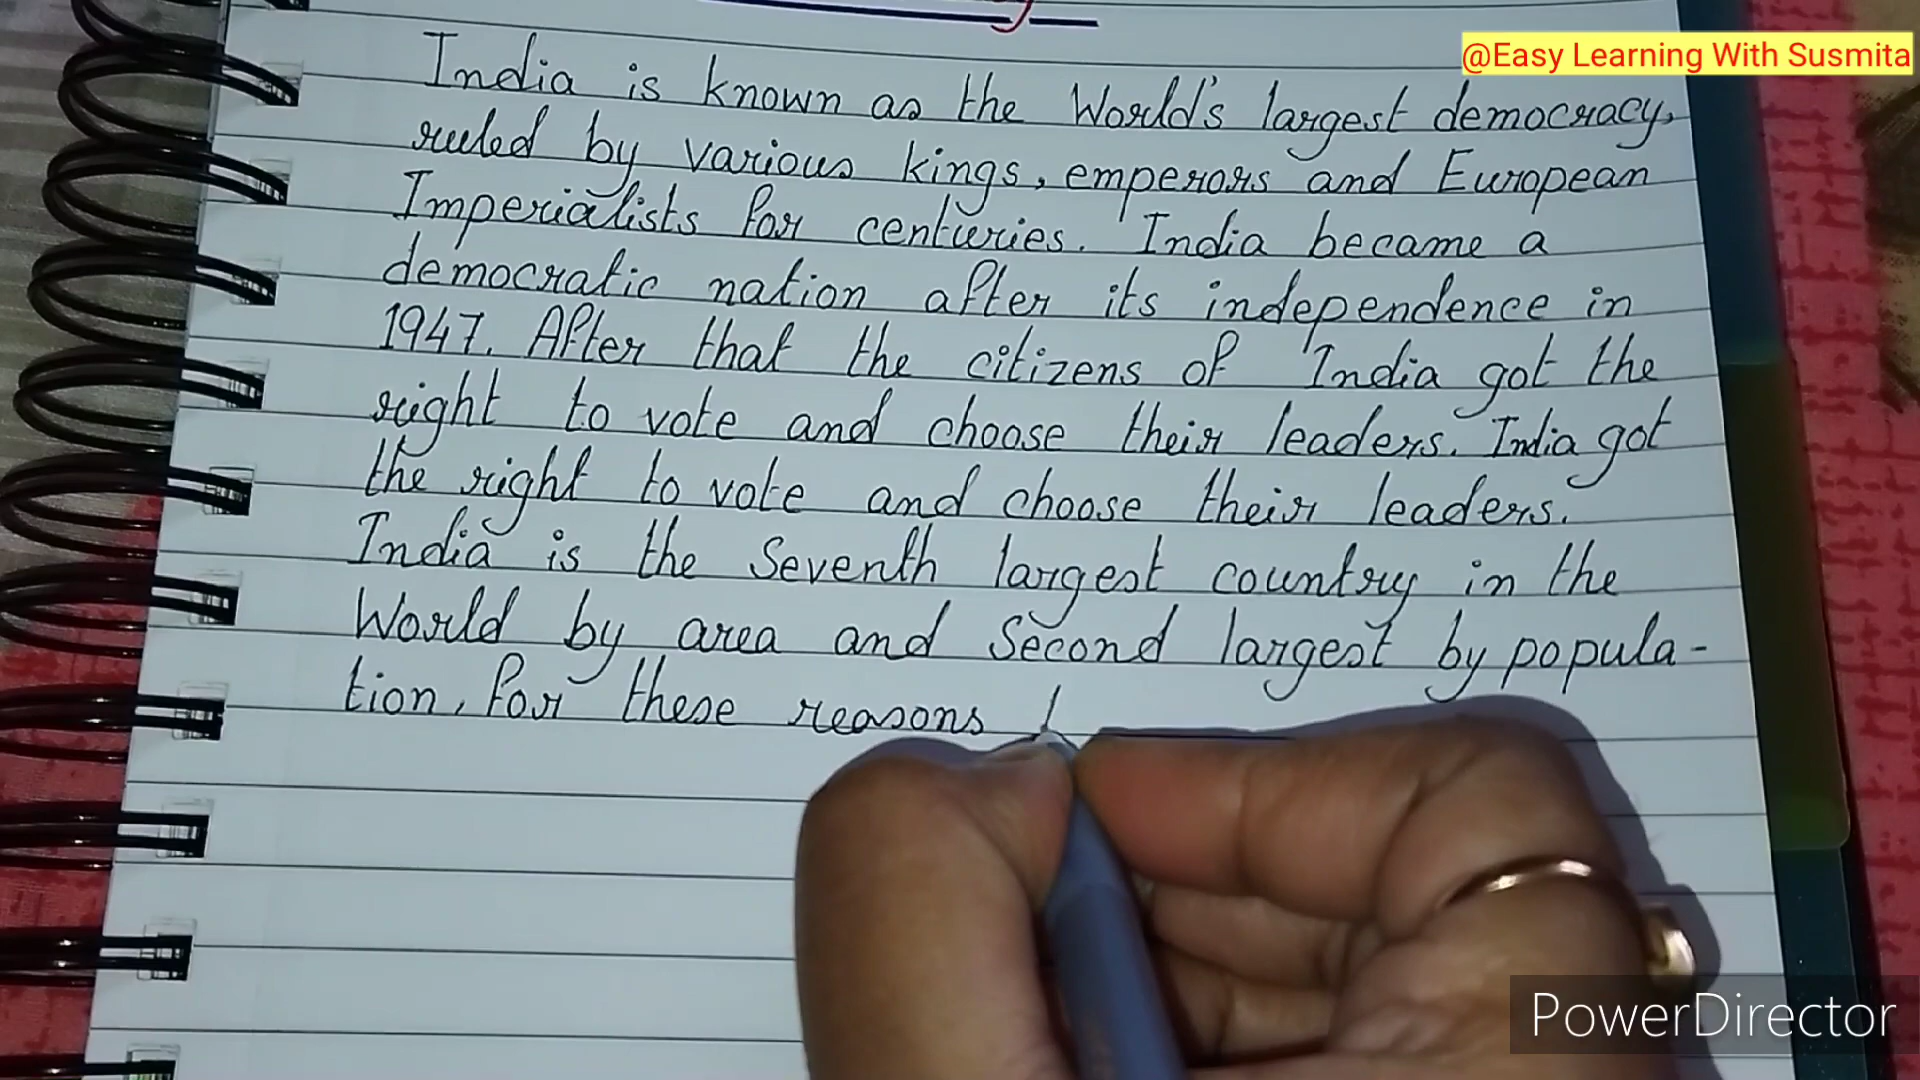 @Easy Learning With Susmita
India is known as the World's largest democracy,
ruled by various kings, emperors and European
Imperialists for centuries. India became a
democratic nation after its independence in
1947. After that the citizens of India got the
right to vote and choose their leaders. India got
the right to vote and choose their leaders.
India is the Seventh largest country in the
World by area and Second largest by popula-
tion, for these reasons
PowerDirector